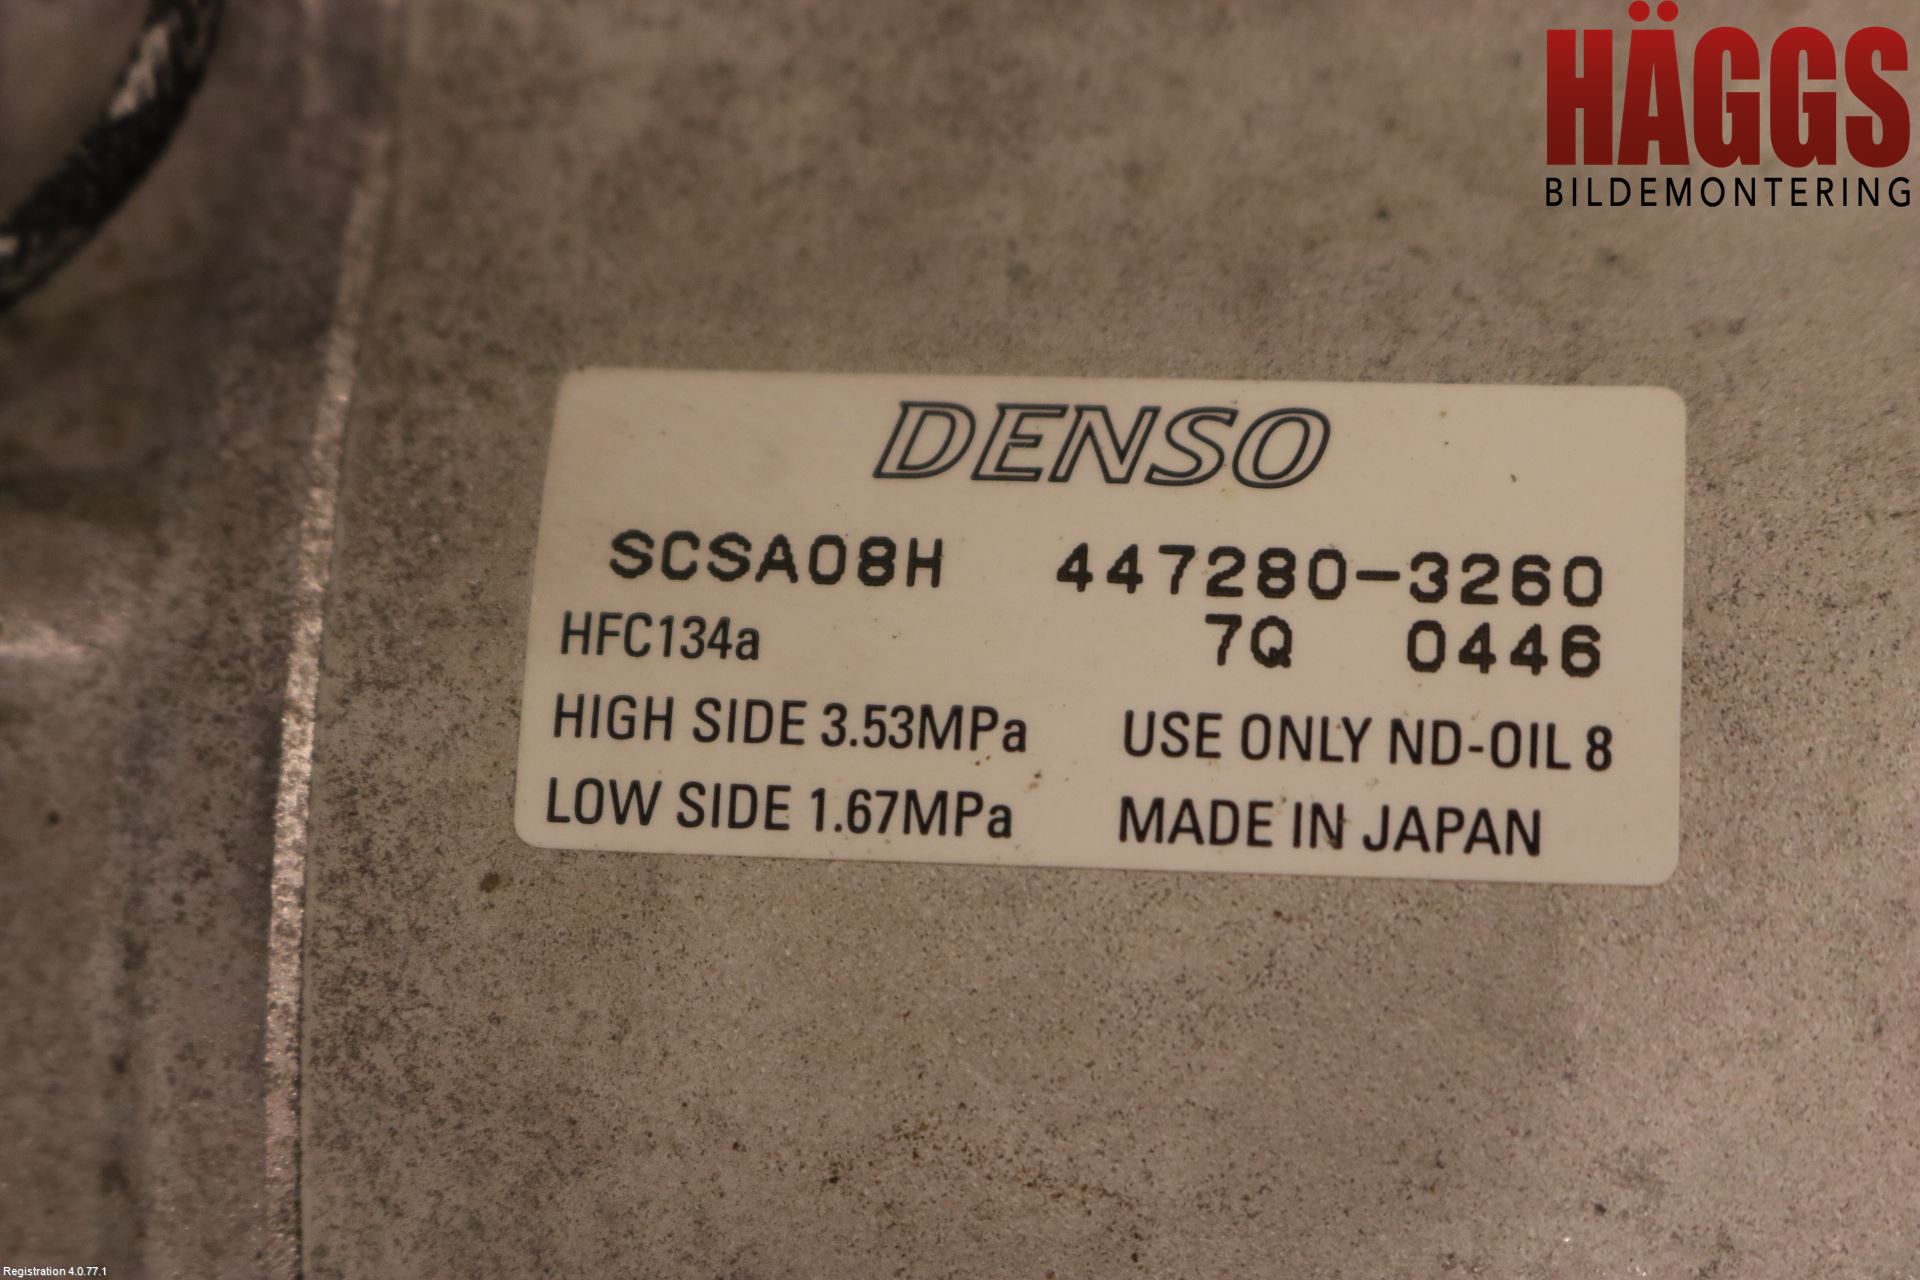 HÄGGS
BILDEMONTERING
DENSO
SCSA08H 447280-3260
HFC134a 7Q 0446
HIGH SIDE 3.53MPa USE ONLY ND-OIL 8
LOW SIDE 1.67MPa MADE IN JAPAN
Registration 4.0.77.1